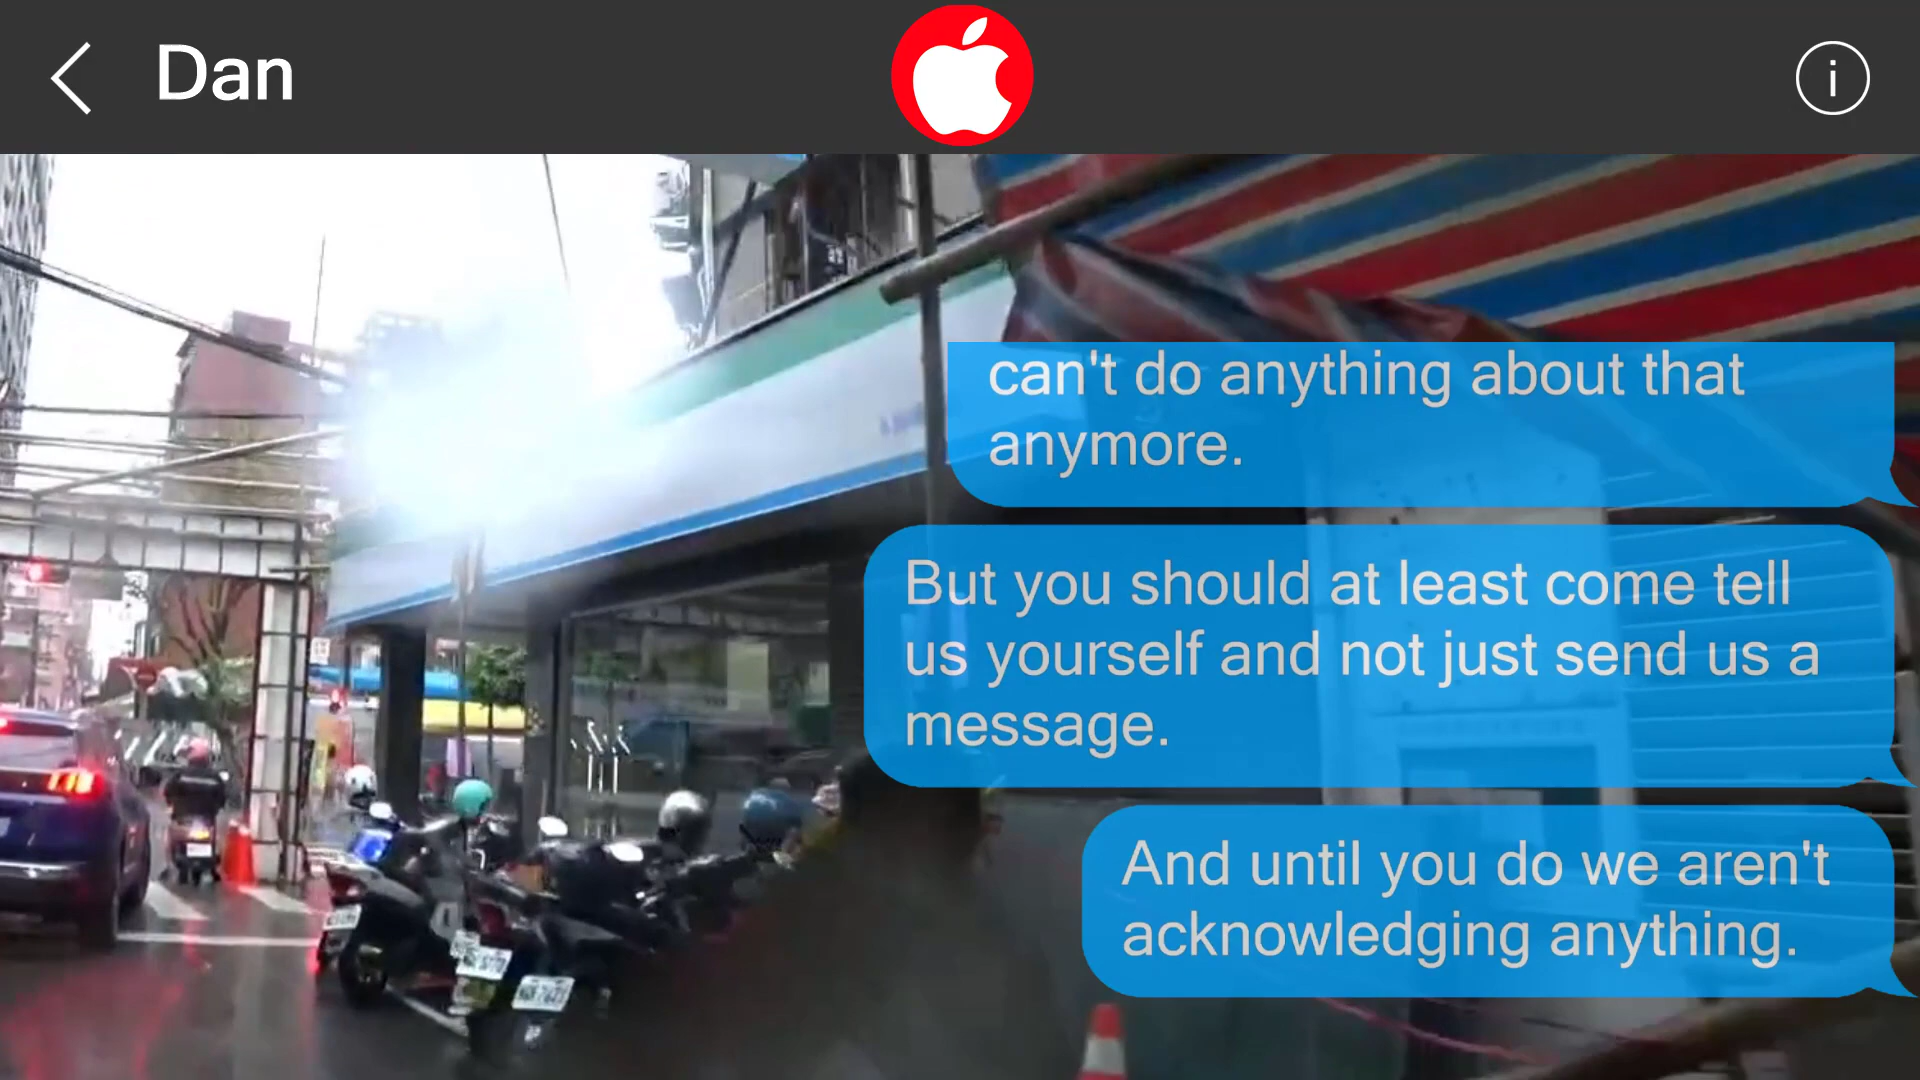 Dan
can't do anything about that
anymore.
But you should at least come tell
us yourself and not just send us a
message.
And until you do we aren't
acknowledging anything.